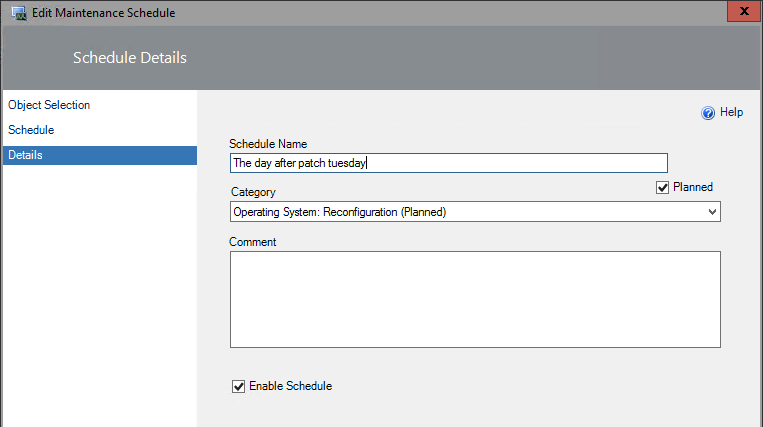 Edit Maintenance Schedule
X
Schedule Details
Object Selection
Schedule
Details
Help
Schedule Name
The day after patch tuesday
Planned
Category
Operating System: Reconfiguration (Planned)
Comment
Enable Schedule